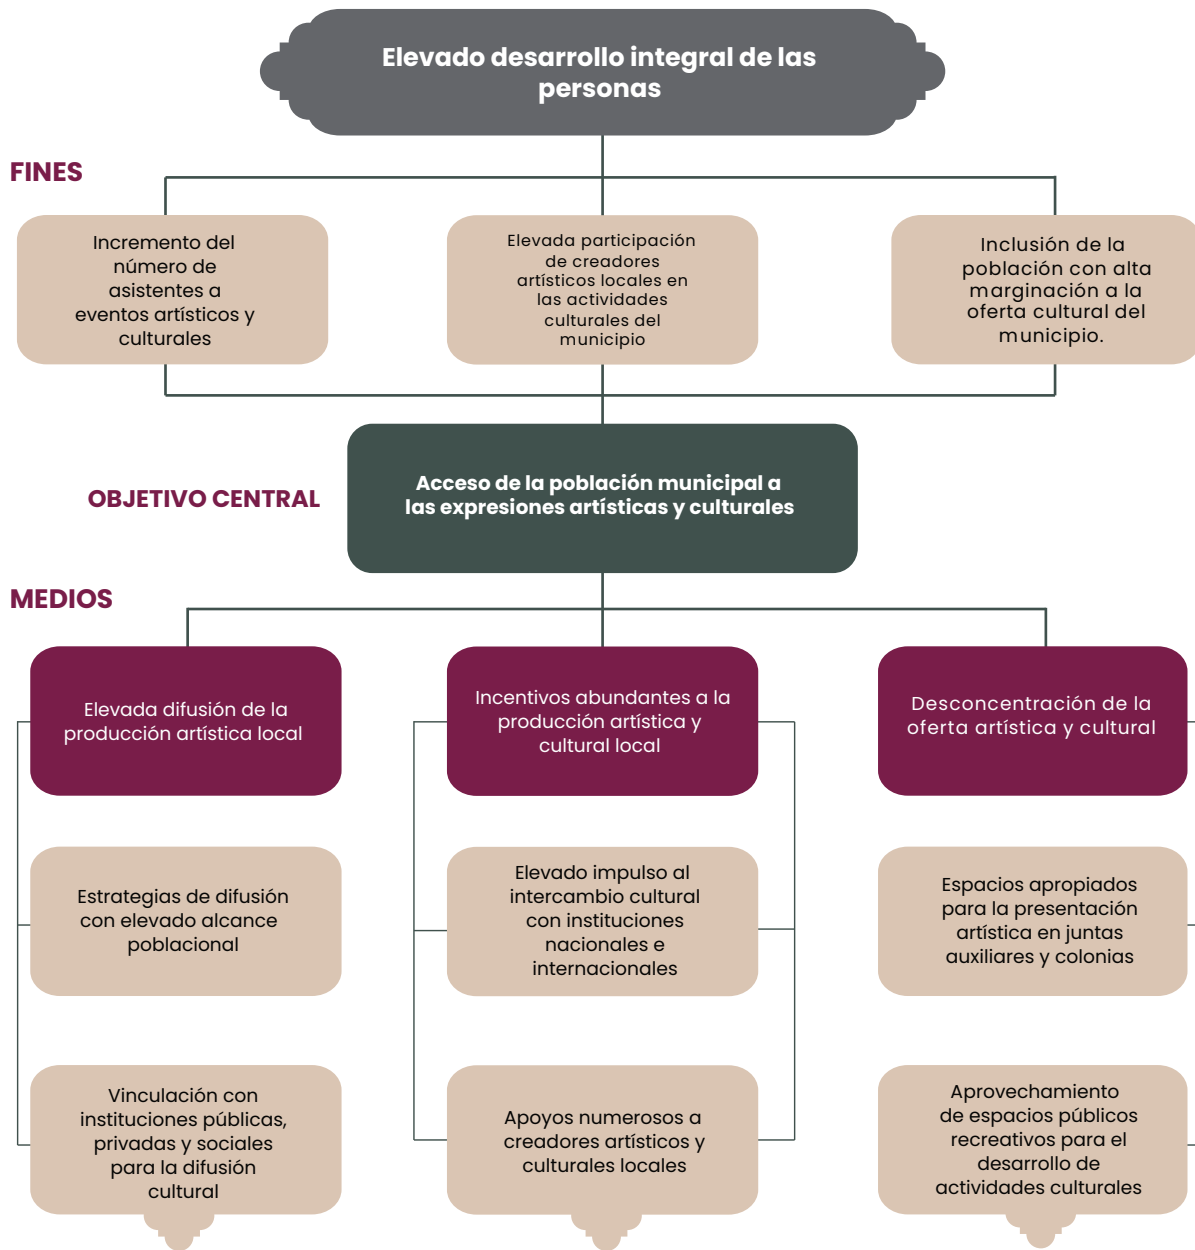 Elevado desarrollo integral de las
personas
FINES
Incremento del
número de
asistentes a
eventos artísticos y
culturales
Elevada participación
de creadores
artísticos locales en
las actividades
culturales del
municipio
Inclusión de la
población con alta
marginación a la
oferta cultural del
municipio.
OBJETIVO CENTRAL
Acceso de la población municipal a
las expresiones artísticas y culturales
MEDIOS
Elevada difusión de la
producción artística local
Incentivos abundantes a la
producción artística y
cultural local
Desconcentración de la
oferta artística y cultural
Estrategias de difusión
con elevado alcance
poblacional
Elevado impulso al
intercambio cultural
con instituciones
nacionales e
internacionales
Espacios apropiados
para la presentación
artística en juntas
auxiliares y colonias
Vinculación con
instituciones públicas,
privadas y sociales
para la difusión
cultural
Apoyos numerosos a
creadores artísticos y
culturales locales
Aprovechamiento
de espacios públicos
recreativos para el
desarrollo de
actividades culturales